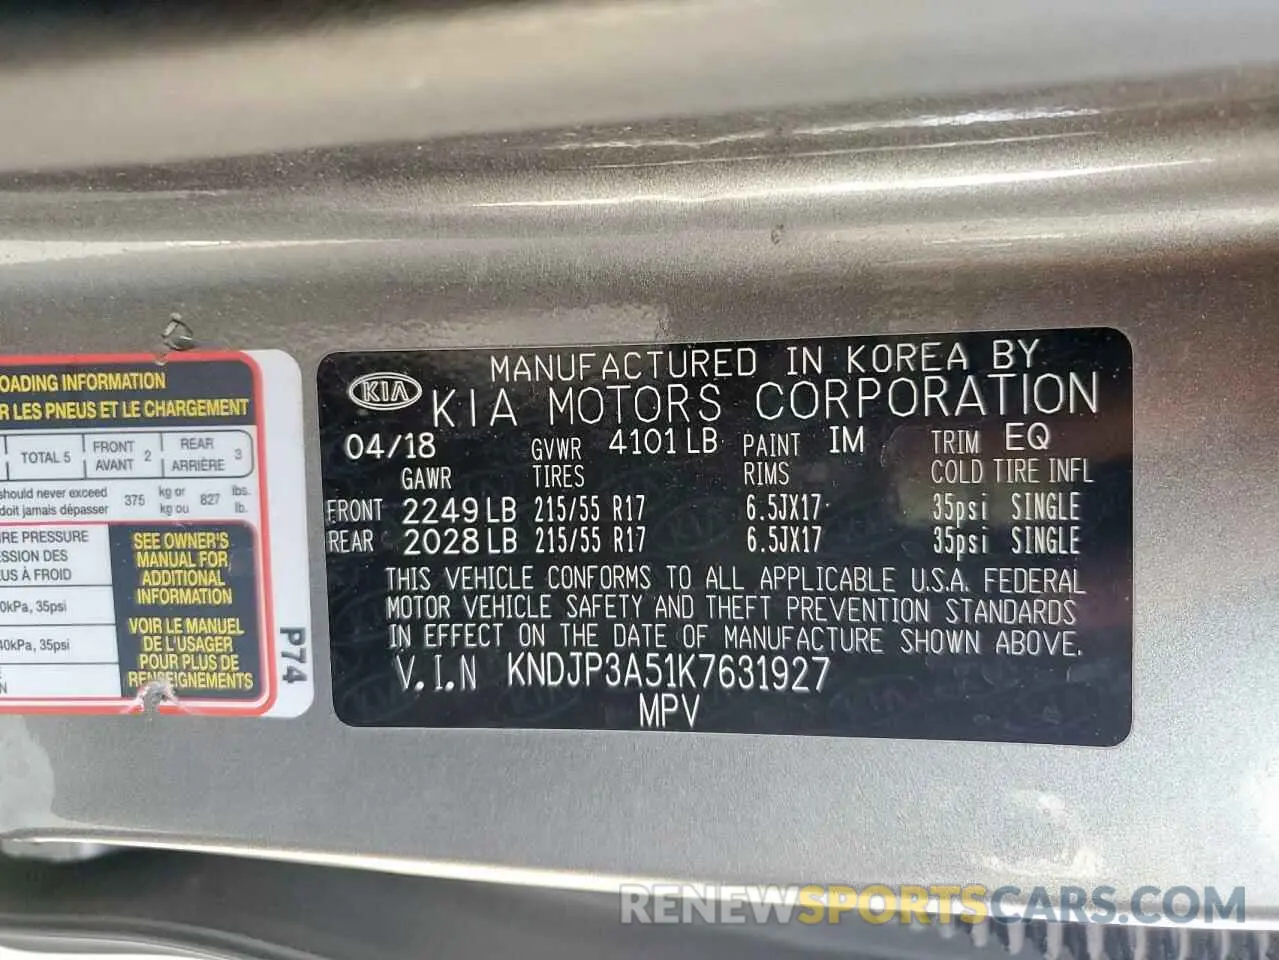 OADING INFORMATION
R LES PNEUS ET LE CHARGEMENT
TOTAL 5
FRONT
AVANT 2
REAR
ARRIÈRE 3
should never exceed 375 kg or 827 lbs.
doit jamais dépasser kg ou lb.
RE PRESSURE
SSION DES
US À FROID
0kPa, 35psi
40kPa, 35psi
SEE OWNER'S
MANUAL FOR
ADDITIONAL
INFORMATION
VOIR LE MANUEL
DE L'USAGER
POUR PLUS DE
RENSEIGNEMENTS
P74
MANUFACTURED IN KOREA BY
KIA KIA MOTORS CORPORATION
04/18 GVWR 4101LB PAINT IM TRIM EQ
GAWR TIRES RIMS COLD TIRE INFL
FRONT 2249LB 215/55 R17 6.5JX17 35psi SINGLE
REAR 2028LB 215/55 R17 6.5JX17 35psi SINGLE
THIS VEHICLE CONFORMS TO ALL APPLICABLE U.S.A. FEDERAL
MOTOR VEHICLE SAFETY AND THEFT PREVENTION STANDARDS
IN EFFECT ON THE DATE OF MANUFACTURE SHOWN ABOVE.
V.I.N KNDJP3A51K7631927
MPV
RENEWSPORTSCARS.COM